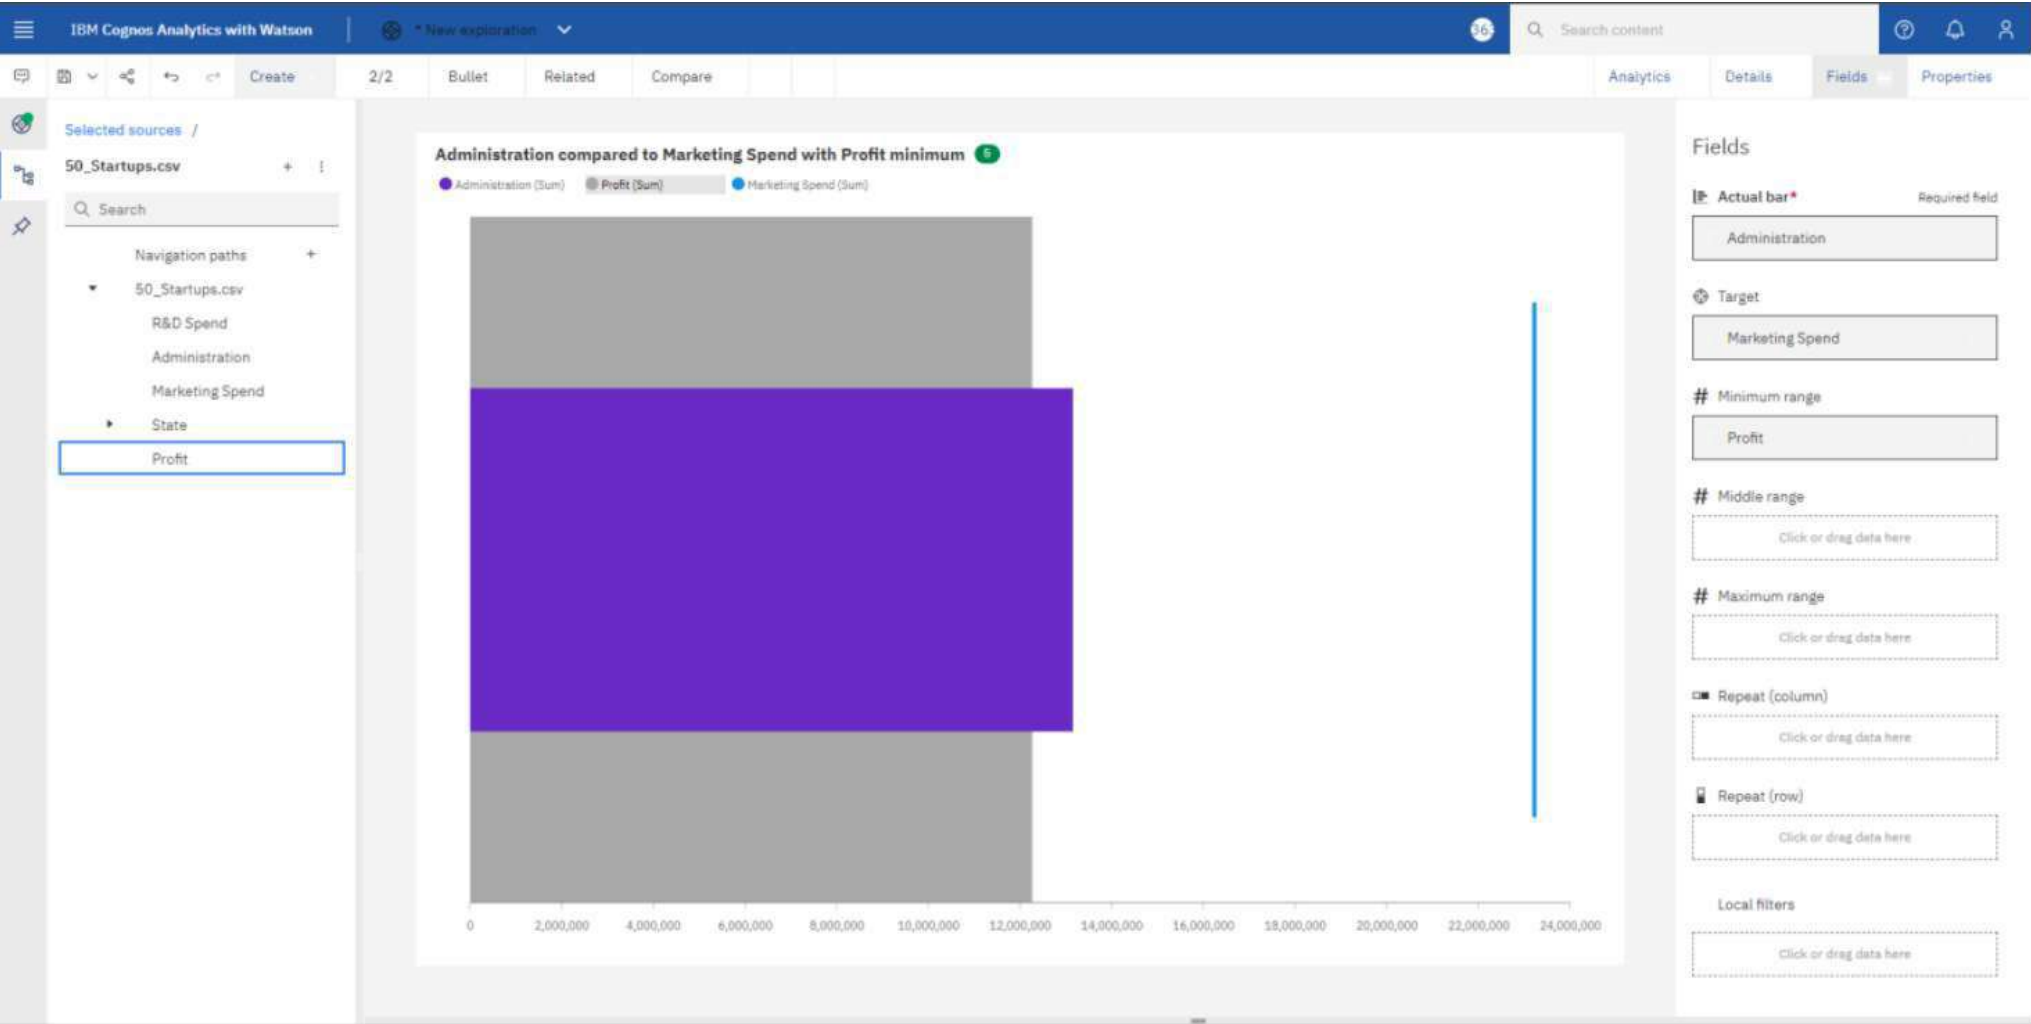 IBM Cognos Analytics with Watson
* New exploration
Search content
Create
2/2
Bullet
Related
Compare
Analytics
Details
Fields
Properties
Selected sources /
50_Startups.csv
Search
Navigation paths
50_Startups.csv
R&D Spend
Administration
Marketing Spend
State
Profit
Administration compared to Marketing Spend with Profit minimum 5
Administration (Sum)
Profit (Sum)
Marketing Spend (Sum)
0
2,000,000
4,000,000
6,000,000
8,000,000
10,000,000
12,000,000
14,000,000
16,000,000
18,000,000
20,000,000
22,000,000
24,000,000
Fields
Actual bar*
Required field
Administration
Target
Marketing Spend
# Minimum range
Profit
# Middle range
Click or drag data here
# Maximum range
Click or drag data here
Repeat (column)
Click or drag data here
Repeat (row)
Click or drag data here
Local filters
Click or drag data here